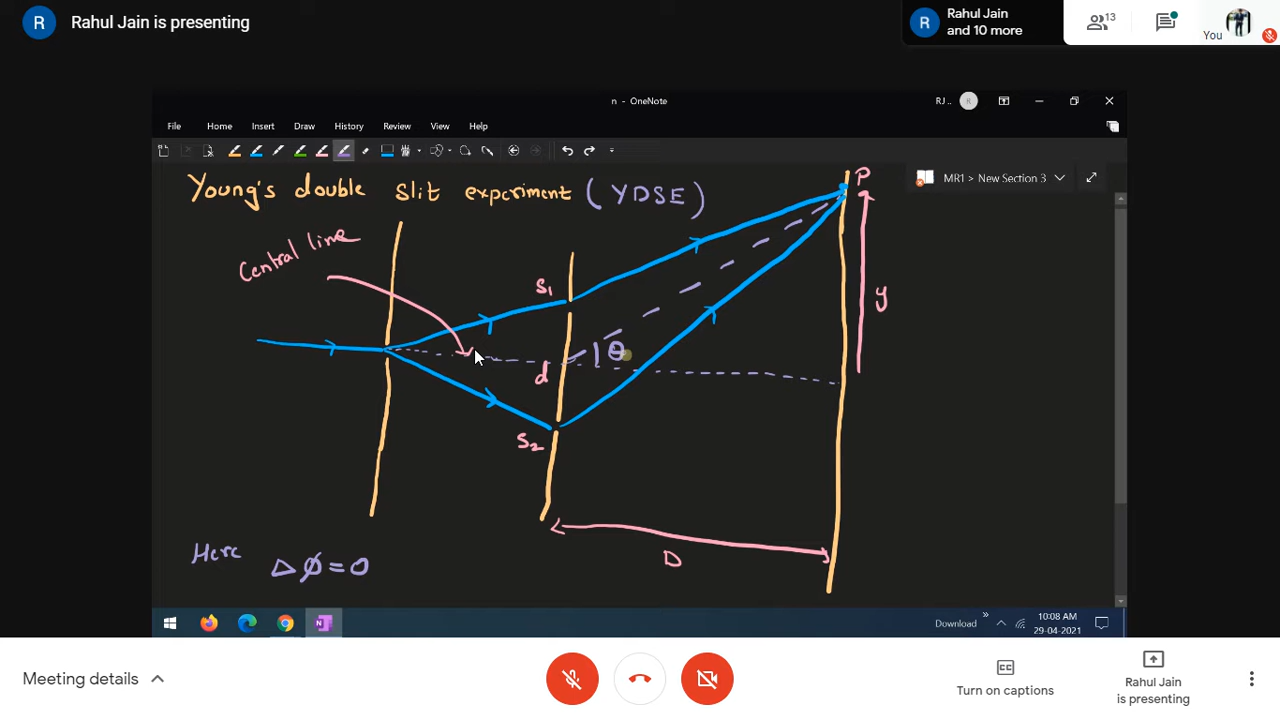 R Rahul Jain is presenting
R Rahul Jain
and 10 more
13
You
n - OneNote
RJ ..
File Home Insert Draw History Review View Help
MR1 > New Section 3
Young's double slit experiment (YDSE)
P
Central line
S1
y
θ
d
S2
D
Here Δφ=0
Download
10:08 AM
29-04-2021
Meeting details
CC
Turn on captions
Rahul Jain
is presenting